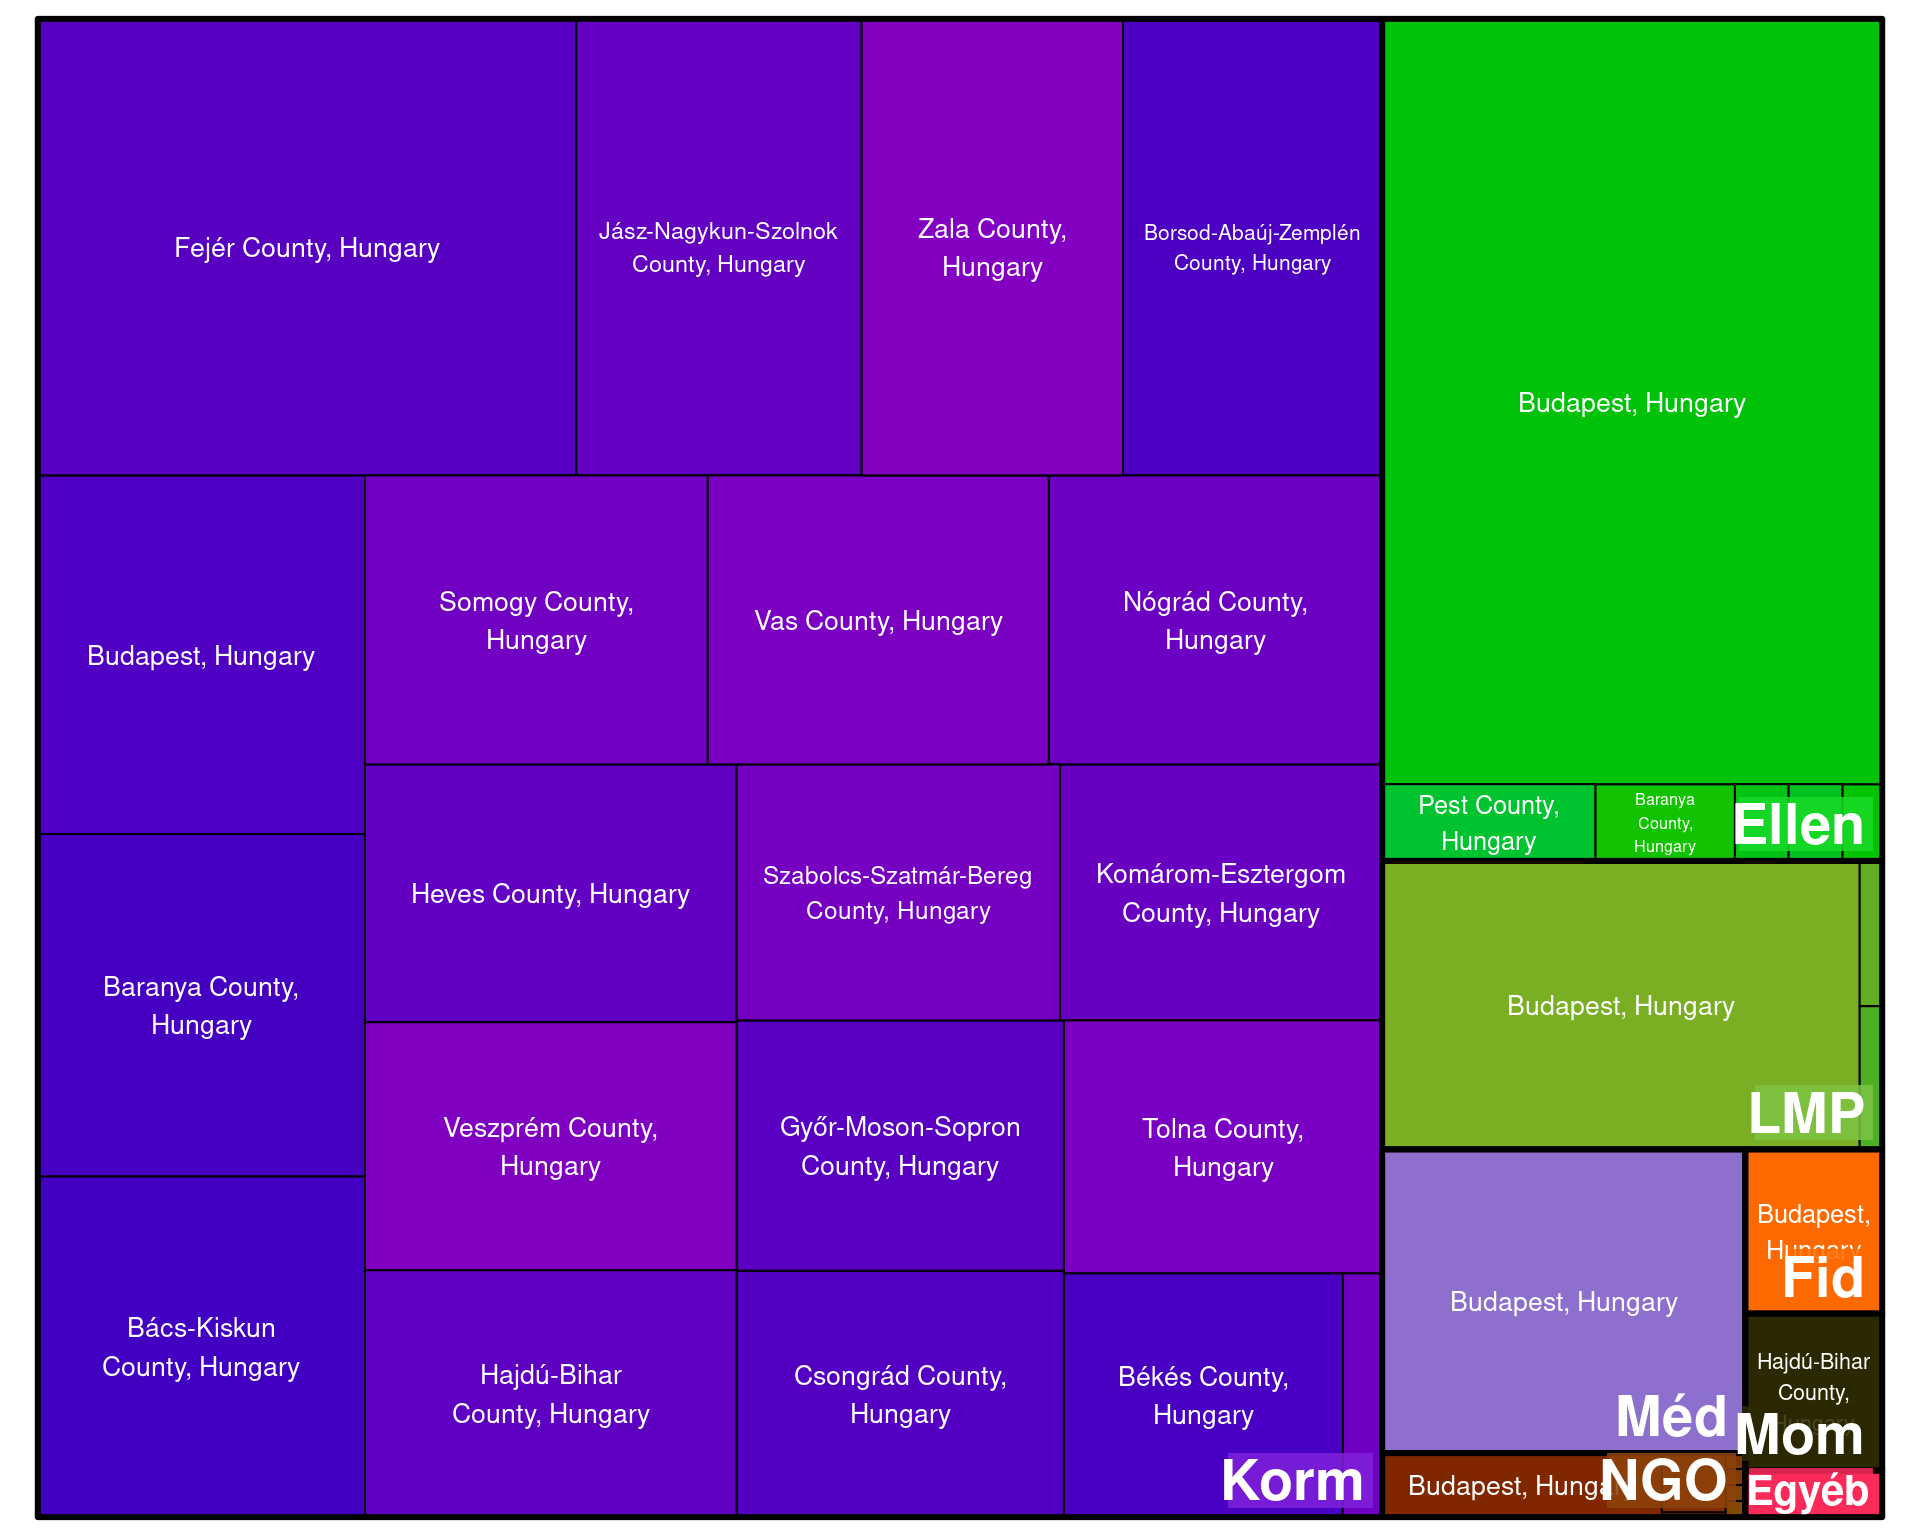 Fejér County, Hungary
Jász-Nagykun-Szolnok
County, Hungary
Zala County,
Hungary
Borsod-Abaúj-Zemplén
County, Hungary
Budapest, Hungary
Somogy County,
Hungary
Vas County, Hungary
Nógrád County,
Hungary
Heves County, Hungary
Szabolcs-Szatmár-Bereg
County, Hungary
Komárom-Esztergom
County, Hungary
Baranya County,
Hungary
Veszprém County,
Hungary
Győr-Moson-Sopron
County, Hungary
Tolna County,
Hungary
Bács-Kiskun
County, Hungary
Hajdú-Bihar
County, Hungary
Csongrád County,
Hungary
Békés County,
Hungary
Korm
Budapest, Hungary
Pest County,
Hungary
Baranya
County,
Hungary
Ellen
Budapest, Hungary
LMP
Budapest, Hungary
Méd
Budapest,
Hungary
Fid
Hajdú-Bihar
County,
Hungary
Mom
Budapest, Hungary
NGO
Egyéb